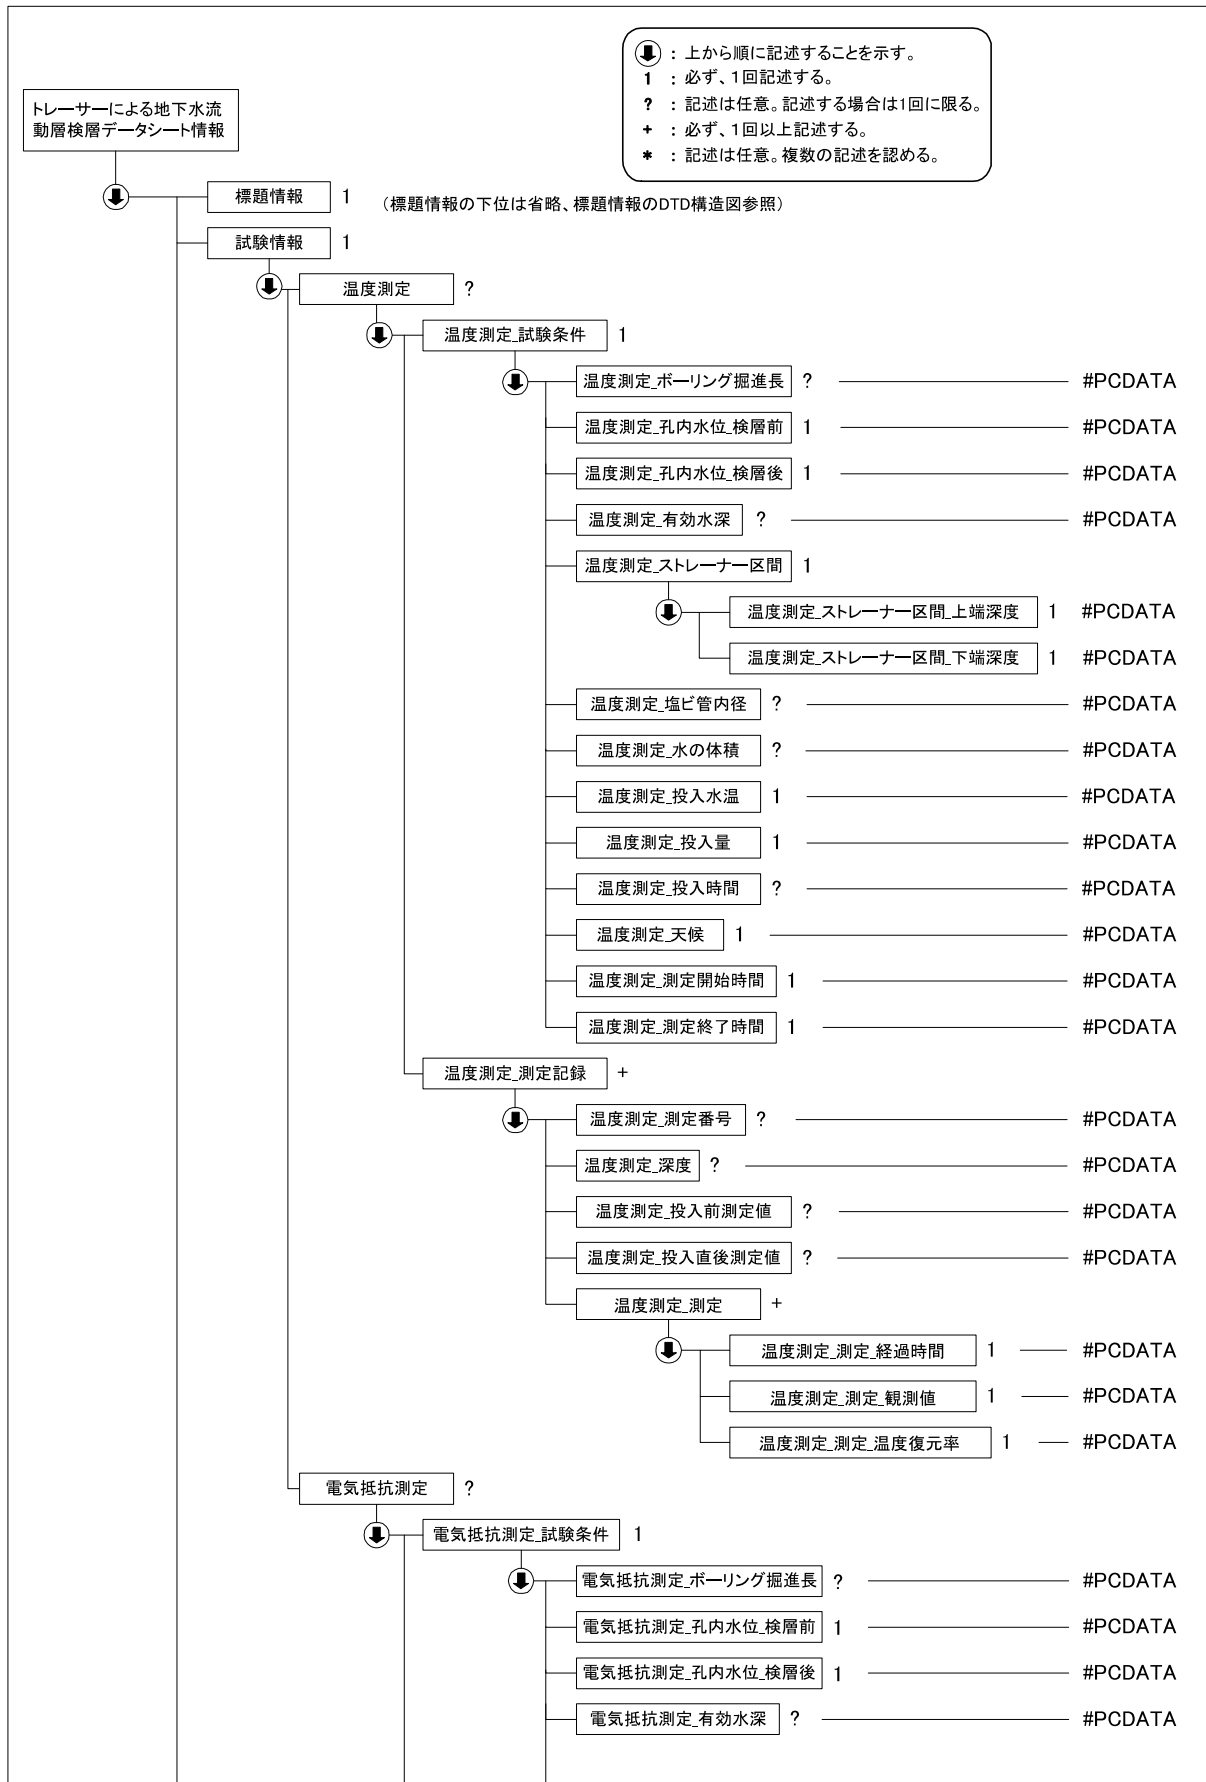 ： 上から順に記述することを示す。
1 ： 必ず、1回記述する。
? ： 記述は任意。記述する場合は1回に限る。
+ ： 必ず、1回以上記述する。
* ： 記述は任意。複数の記述を認める。
トレーサーによる地下水流
動層検層データシート情報
標題情報 1 （標題情報の下位は省略、標題情報のDTD構造図参照）
試験情報 1
温度測定 ?
温度測定_試験条件 1
温度測定_ボーリング掘進長 ? #PCDATA
温度測定_孔内水位_検層前 1 #PCDATA
温度測定_孔内水位_検層後 1 #PCDATA
温度測定_有効水深 ? #PCDATA
温度測定_ストレーナー区間 1
温度測定_ストレーナー区間_上端深度 1 #PCDATA
温度測定_ストレーナー区間_下端深度 1 #PCDATA
温度測定_塩ビ管内径 ? #PCDATA
温度測定_水の体積 ? #PCDATA
温度測定_投入水温 1 #PCDATA
温度測定_投入量 1 #PCDATA
温度測定_投入時間 ? #PCDATA
温度測定_天候 1 #PCDATA
温度測定_測定開始時間 1 #PCDATA
温度測定_測定終了時間 1 #PCDATA
温度測定_測定記録 +
温度測定_測定番号 ? #PCDATA
温度測定_深度 ? #PCDATA
温度測定_投入前測定値 ? #PCDATA
温度測定_投入直後測定値 ? #PCDATA
温度測定_測定 +
温度測定_測定_経過時間 1 #PCDATA
温度測定_測定_観測値 1 #PCDATA
温度測定_測定_温度復元率 1 #PCDATA
電気抵抗測定 ?
電気抵抗測定_試験条件 1
電気抵抗測定_ボーリング掘進長 ? #PCDATA
電気抵抗測定_孔内水位_検層前 1 #PCDATA
電気抵抗測定_孔内水位_検層後 1 #PCDATA
電気抵抗測定_有効水深 ? #PCDATA